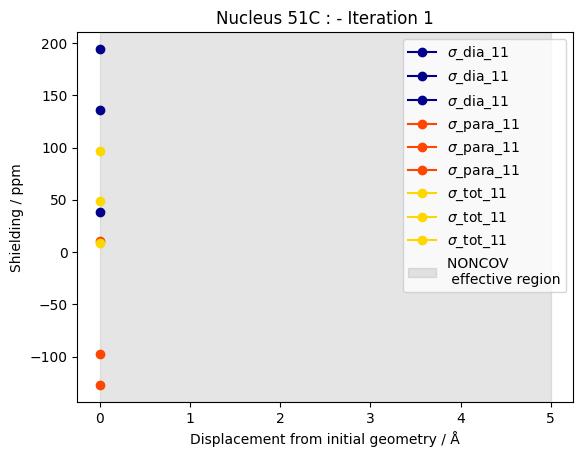 Nucleus 51C : - Iteration 1
200
150
100
50
0
−50
−100
Shielding / ppm
σ_dia_11
σ_dia_11
σ_dia_11
σ_para_11
σ_para_11
σ_para_11
σ_tot_11
σ_tot_11
σ_tot_11
NONCOV
effective region
0 1 2 3 4 5
Displacement from initial geometry / Å